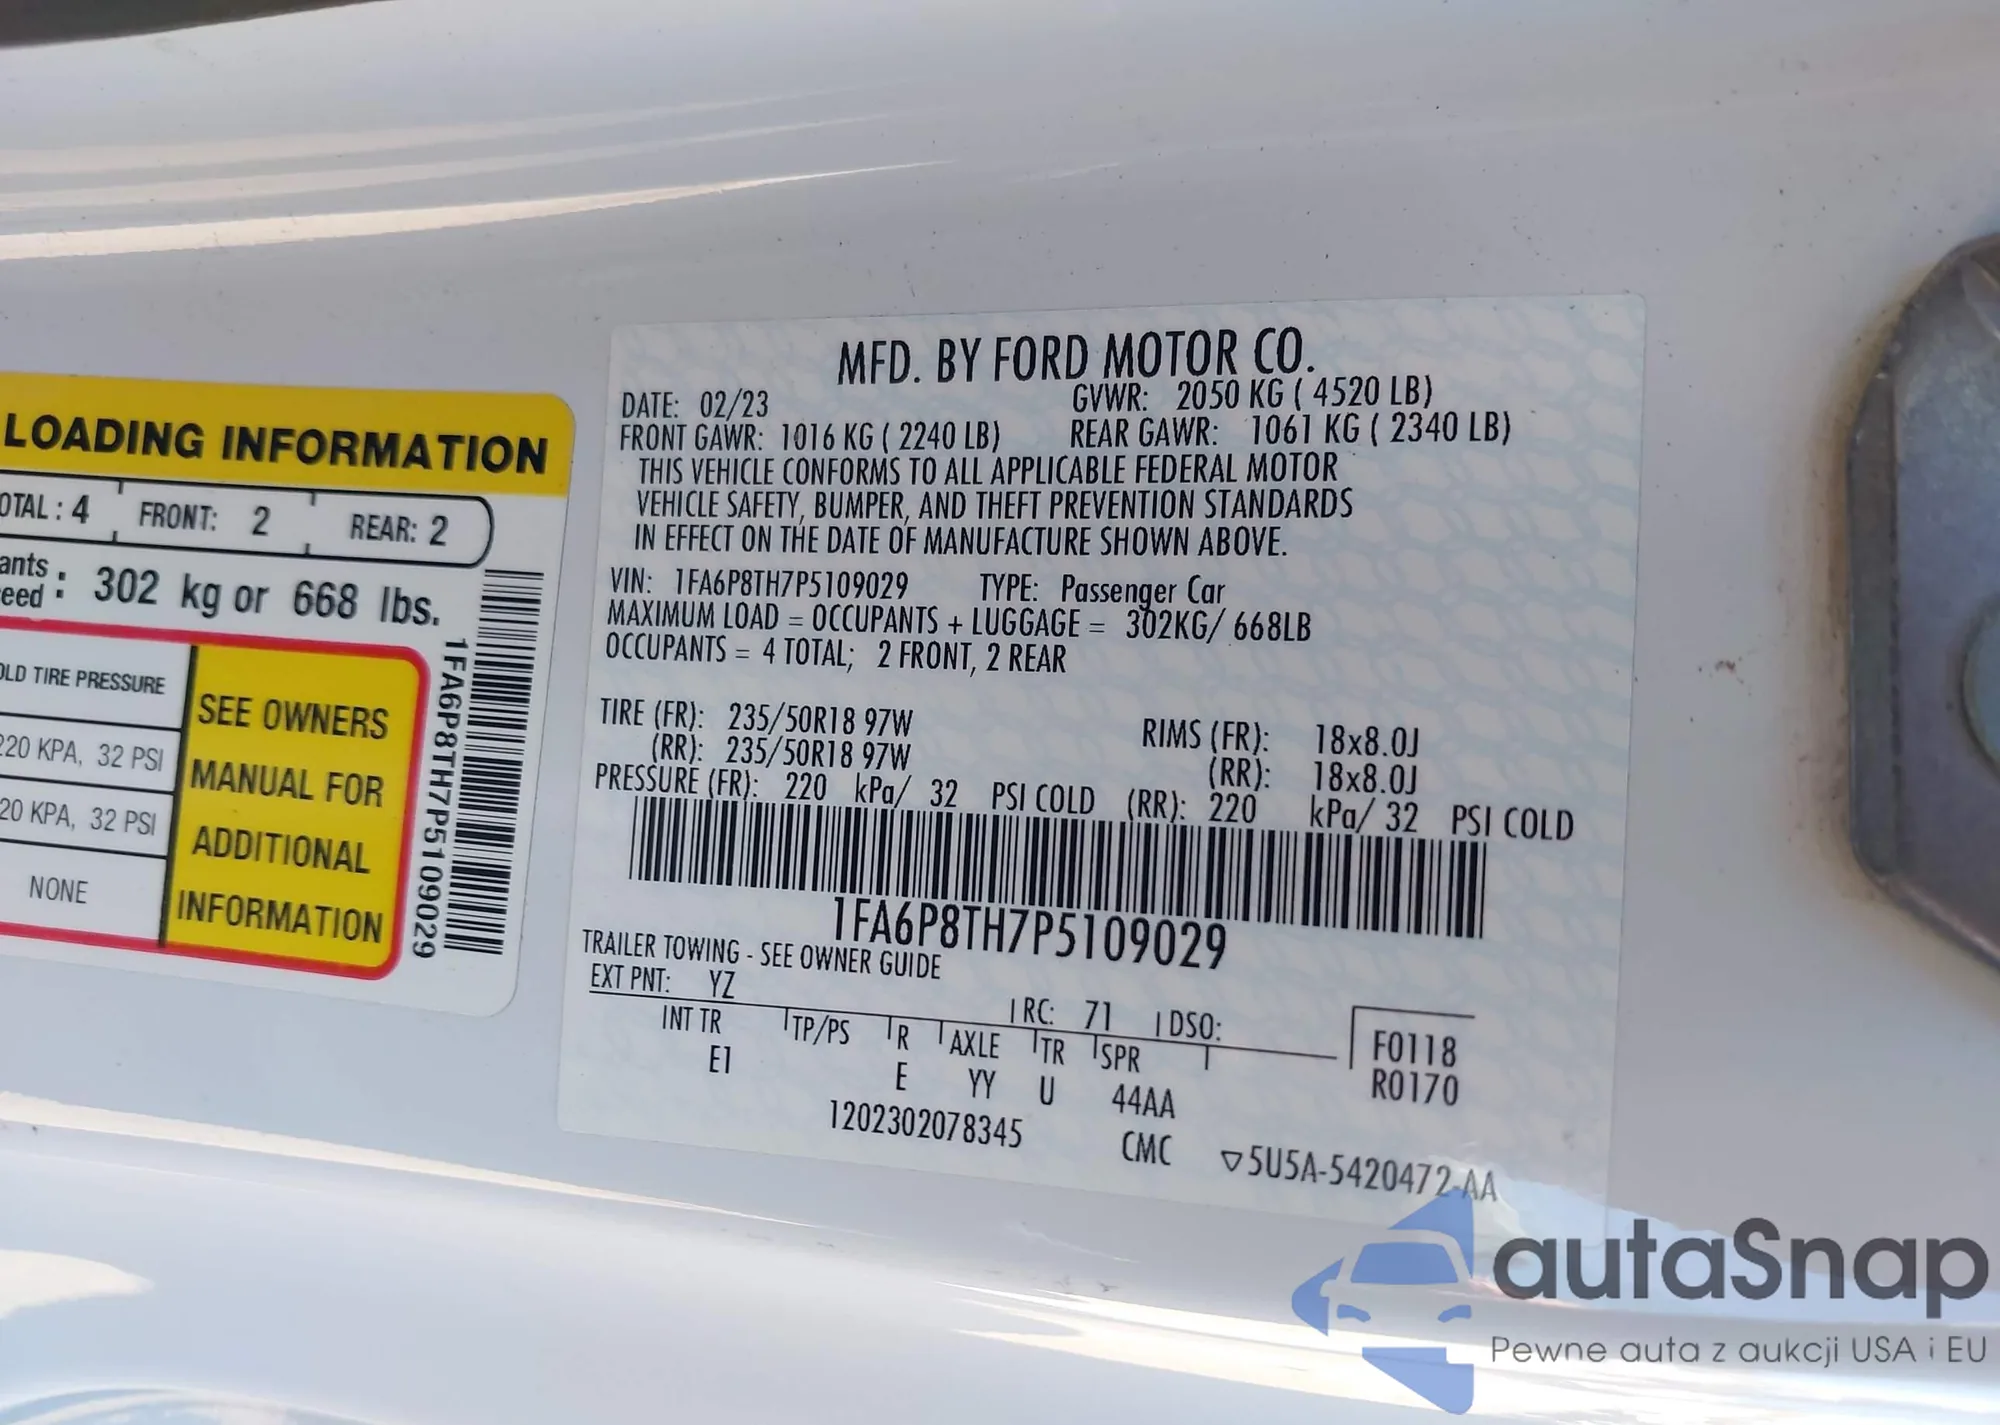 LOADING INFORMATION
OTAL : 4 FRONT: 2 REAR: 2
ants
eed : 302 kg or 668 lbs.
OLD TIRE PRESSURE
220 KPA, 32 PSI
20 KPA, 32 PSI
NONE
SEE OWNERS
MANUAL FOR
ADDITIONAL
INFORMATION
1FA6P8TH7P5109029
MFD. BY FORD MOTOR CO.
DATE: 02/23 GVWR: 2050 KG ( 4520 LB)
FRONT GAWR: 1016 KG ( 2240 LB) REAR GAWR: 1061 KG ( 2340 LB)
THIS VEHICLE CONFORMS TO ALL APPLICABLE FEDERAL MOTOR
VEHICLE SAFETY, BUMPER, AND THEFT PREVENTION STANDARDS
IN EFFECT ON THE DATE OF MANUFACTURE SHOWN ABOVE.
VIN: 1FA6P8TH7P5109029 TYPE: Passenger Car
MAXIMUM LOAD = OCCUPANTS + LUGGAGE = 302KG/ 668LB
OCCUPANTS = 4 TOTAL; 2 FRONT, 2 REAR
TIRE (FR): 235/50R18 97W RIMS (FR): 18x8.0J
(RR): 235/50R18 97W (RR): 18x8.0J
PRESSURE (FR): 220 kPa/ 32 PSI COLD (RR): 220 kPa/ 32 PSI COLD
1FA6P8TH7P5109029
TRAILER TOWING - SEE OWNER GUIDE
EXT PNT: YZ RC: 71 DSO:
INT TR TP/PS R AXLE TR SPR F0118
E1 E YY U 44AA R0170
1202302078345 CMC ▽5U5A-5420472-AA
autaSnap
Pewne auta z aukcji USA i EU